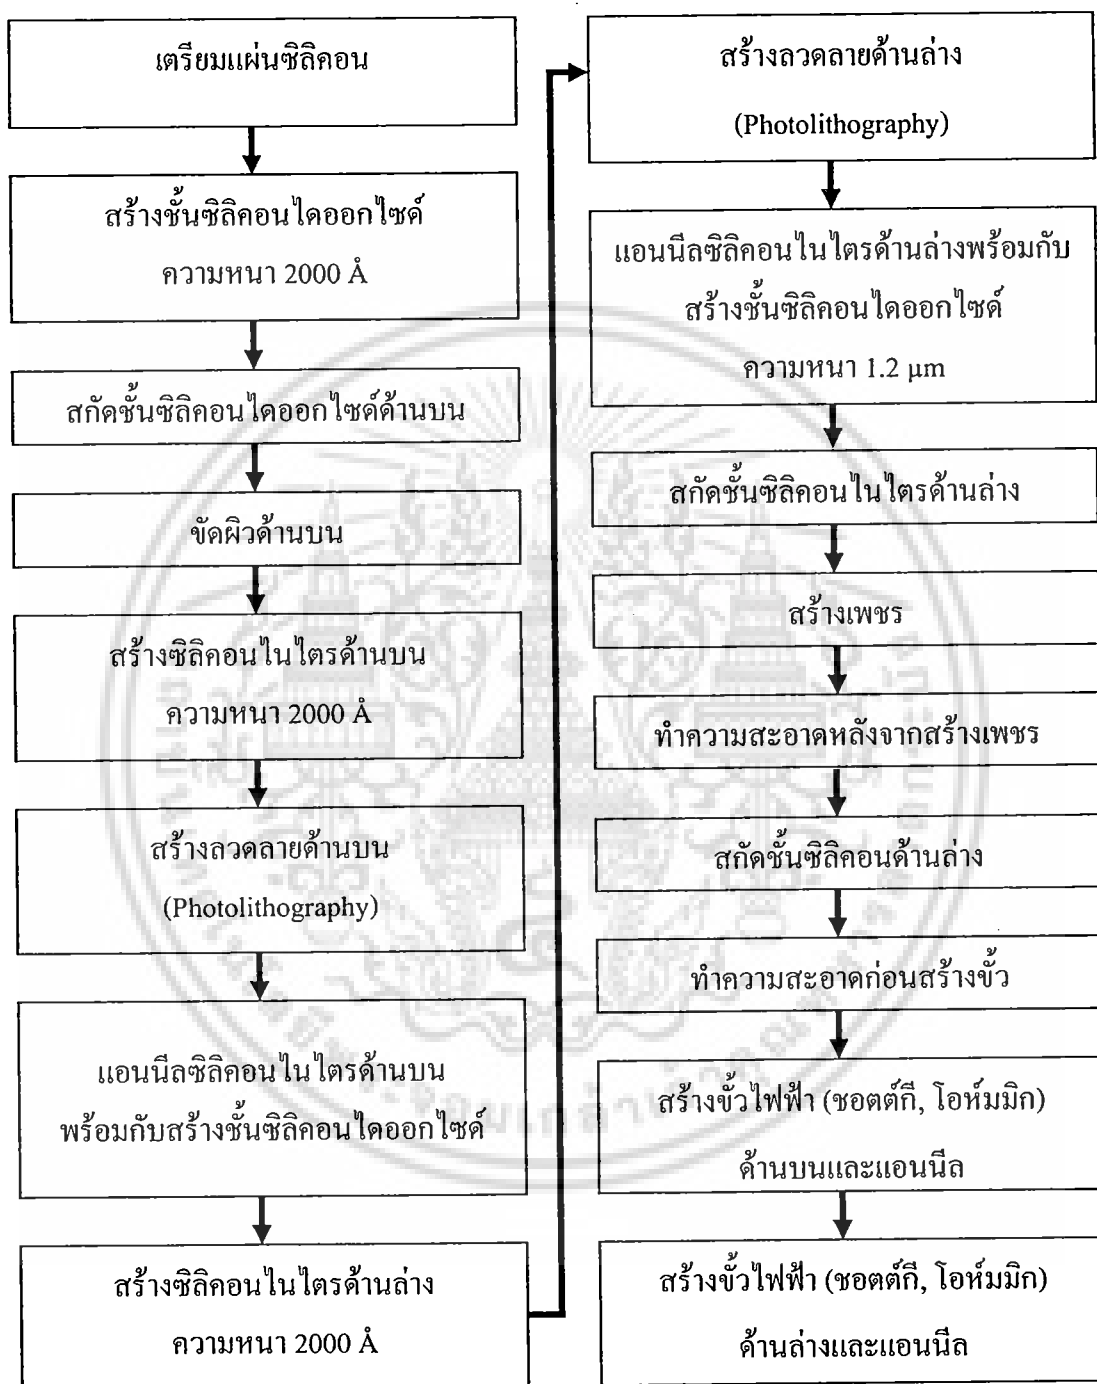 เตรียมแผ่นซิลิคอน
สร้างชั้นซิลิคอนไดออกไซด์
ความหนา 2000 Å
สกัดชั้นซิลิคอนไดออกไซด์ด้านบน
ขัดผิวด้านบน
สร้างซิลิคอนไนไตรด้านบน
ความหนา 2000 Å
สร้างลวดลายด้านบน
(Photolithography)
แอนนีลซิลิคอนไนไตรด้านบน
พร้อมกับสร้างชั้นซิลิคอนไดออกไซด์
สร้างซิลิคอนไนไตรด้านล่าง
ความหนา 2000 Å
สร้างลวดลายด้านล่าง
(Photolithography)
แอนนีลซิลิคอนไนไตรด้านล่างพร้อมกับ
สร้างชั้นซิลิคอนไดออกไซด์
ความหนา 1.2 μm
สกัดชั้นซิลิคอนไนไตรด้านล่าง
สร้างเพชร
ทำความสะอาดหลังจากสร้างเพชร
สกัดชั้นซิลิคอนด้านล่าง
ทำความสะอาดก่อนสร้างขั้ว
สร้างขั้วไฟฟ้า (ชอตต์กี, โอห์มมิก)
ด้านบนและแอนนีล
สร้างขั้วไฟฟ้า (ชอตต์กี, โอห์มมิก)
ด้านล่างและแอนนีล